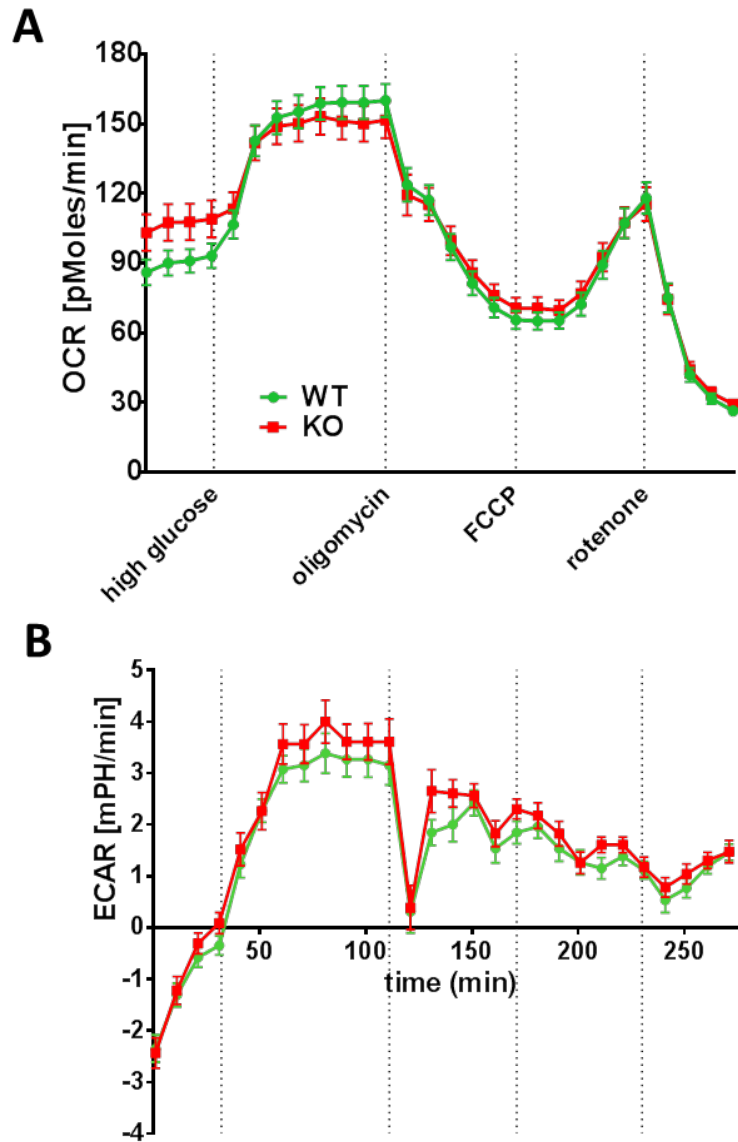 A
180
150
120
90
60
30
0
OCR [pMoles/min]
WT
KO
high glucose
oligomycin
FCCP
rotenone
B
5
4
3
2
1
0
-1
-2
-3
-4
ECAR [mPH/min]
50 100 150 200 250
time (min)